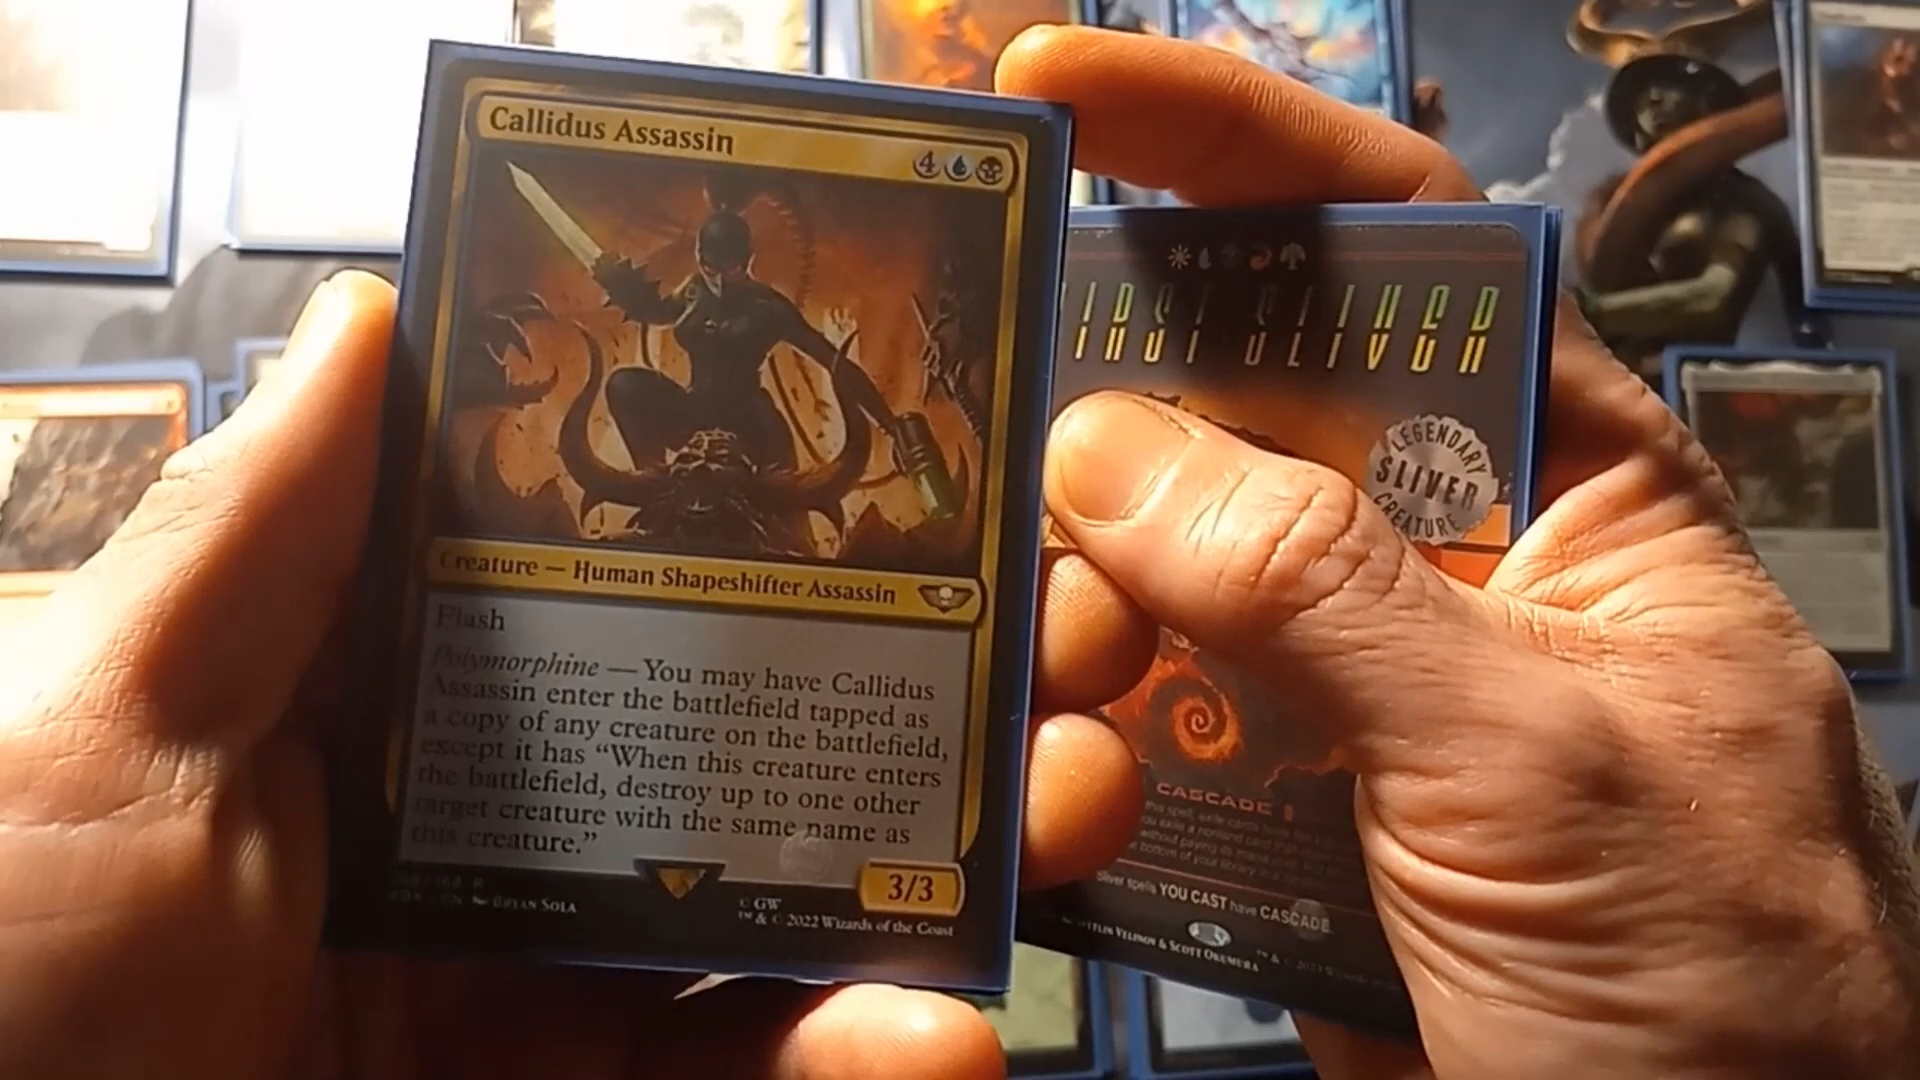 Callidus Assassin
4
Creature — Human Shapeshifter Assassin
Flash
Polymorphine — You may have Callidus
Assassin enter the battlefield tapped as
a copy of any creature on the battlefield,
except it has “When this creature enters
the battlefield, destroy up to one other
target creature with the same name as
this creature.”
3/3
BRYAN SOLA
© GW
™ & © 2022 Wizards of the Coast
SLIVER
LEGENDARY
SLIVER
CREATURE
CASCADE
spells YOU CAST have CASCADE.
& SCOTT OKUMURA